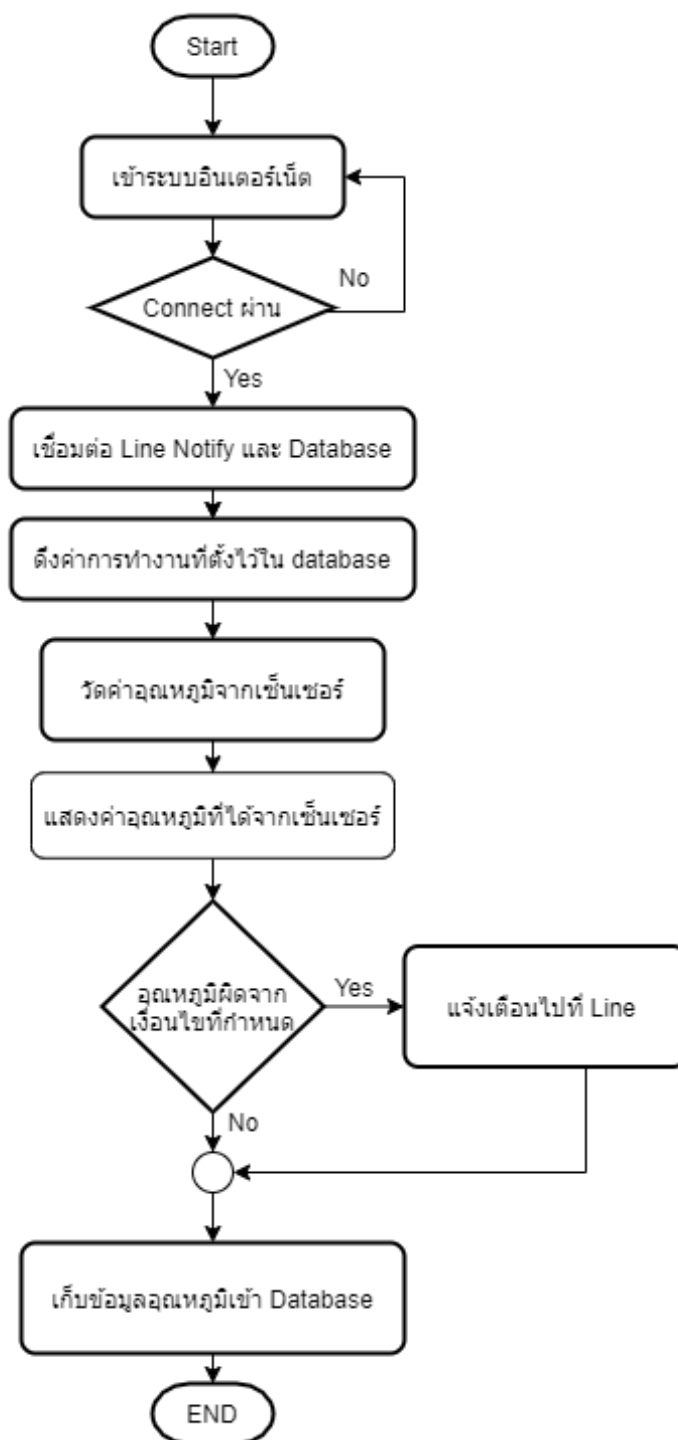 Start
เข้าระบบอินเตอร์เน็ต
No
Connect ผ่าน
Yes
เชื่อมต่อ Line Notify และ Database
ดึงค่าการทำงานที่ตั้งไว้ใน database
วัดค่าอุณหภูมิจากเซ็นเซอร์
แสดงค่าอุณหภูมิที่ได้จากเซ็นเซอร์
อุณหภูมิผิดจาก
เงื่อนไขที่กำหนด
Yes
แจ้งเตือนไปที่ Line
No
เก็บข้อมูลอุณหภูมิเข้า Database
END